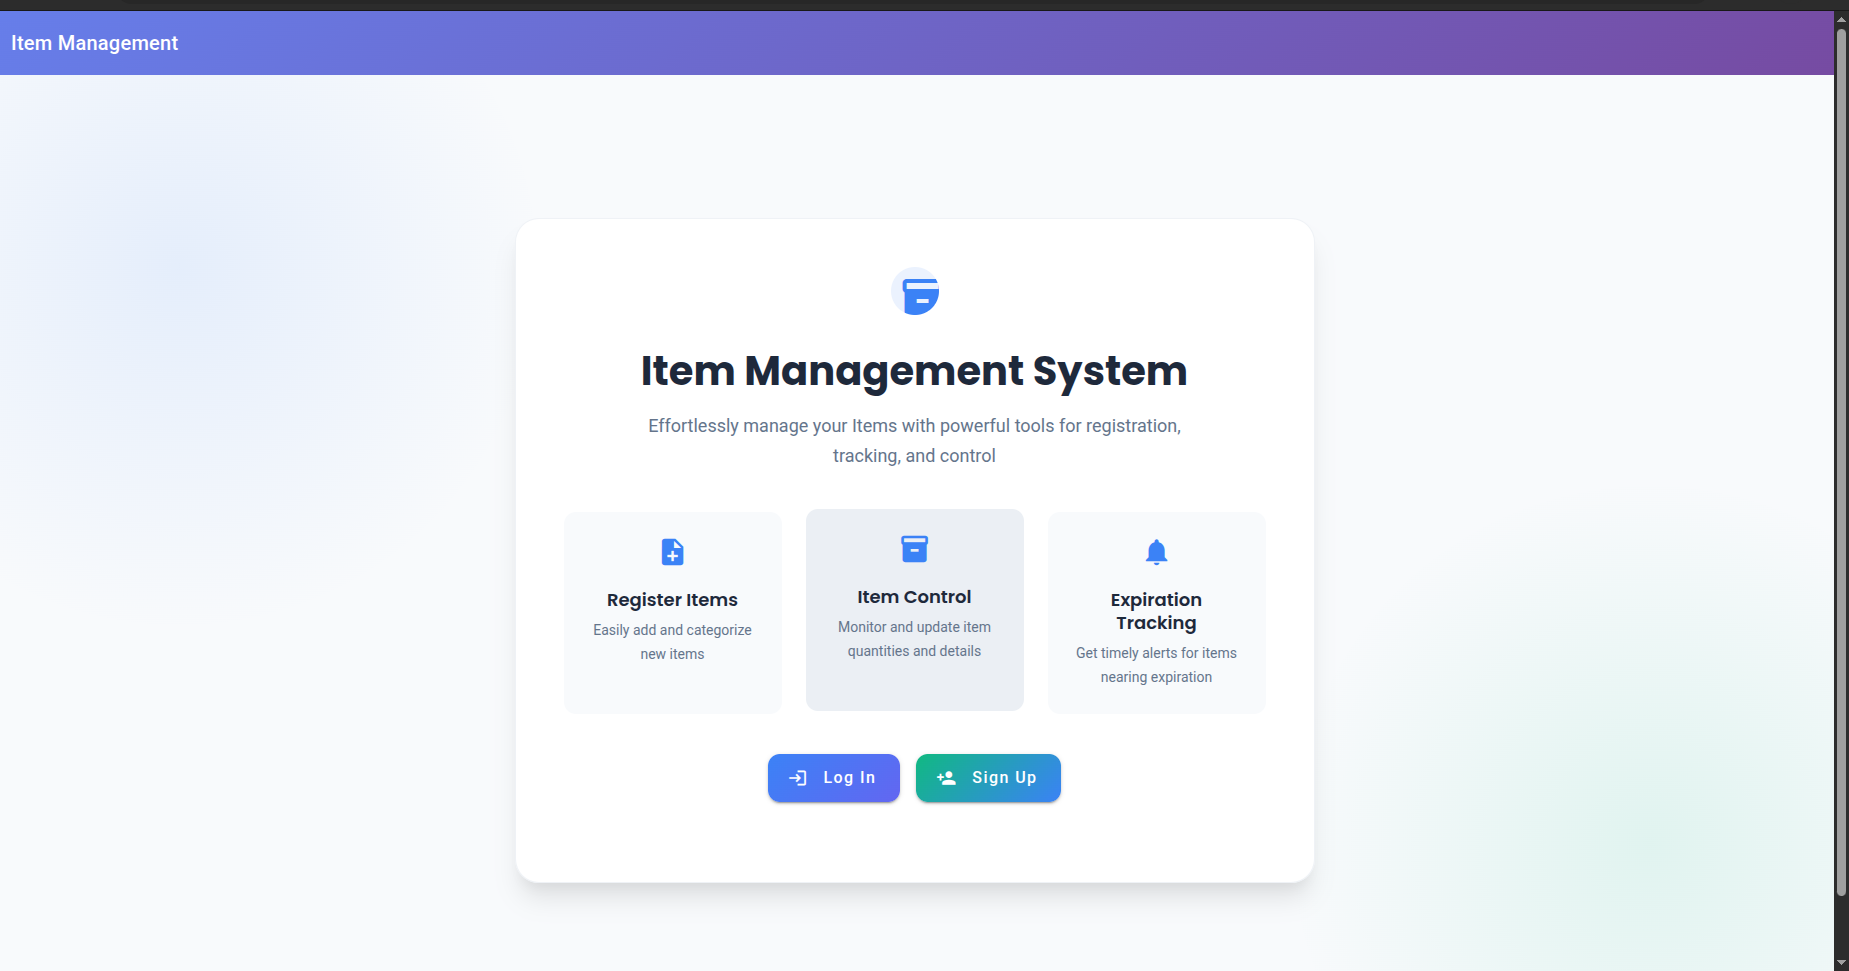 Item Management
Item Management System
Effortlessly manage your Items with powerful tools for registration,
tracking, and control
Register Items
Easily add and categorize
new items
Item Control
Monitor and update item
quantities and details
Expiration
Tracking
Get timely alerts for items
nearing expiration
Log In
Sign Up